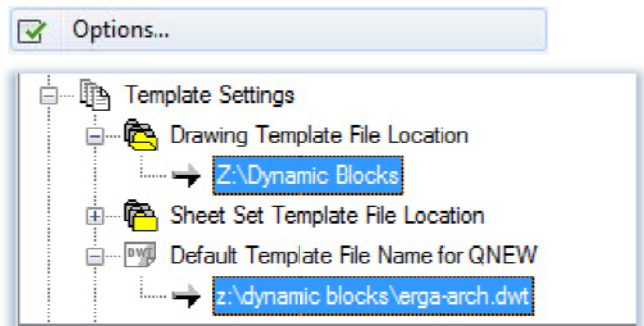 Options...
Template Settings
Drawing Template File Location
Z:\Dynamic Blocks
Sheet Set Template File Location
DWT
Default Template File Name for QNEW
z:\dynamic blocks\erga-arch.dwt